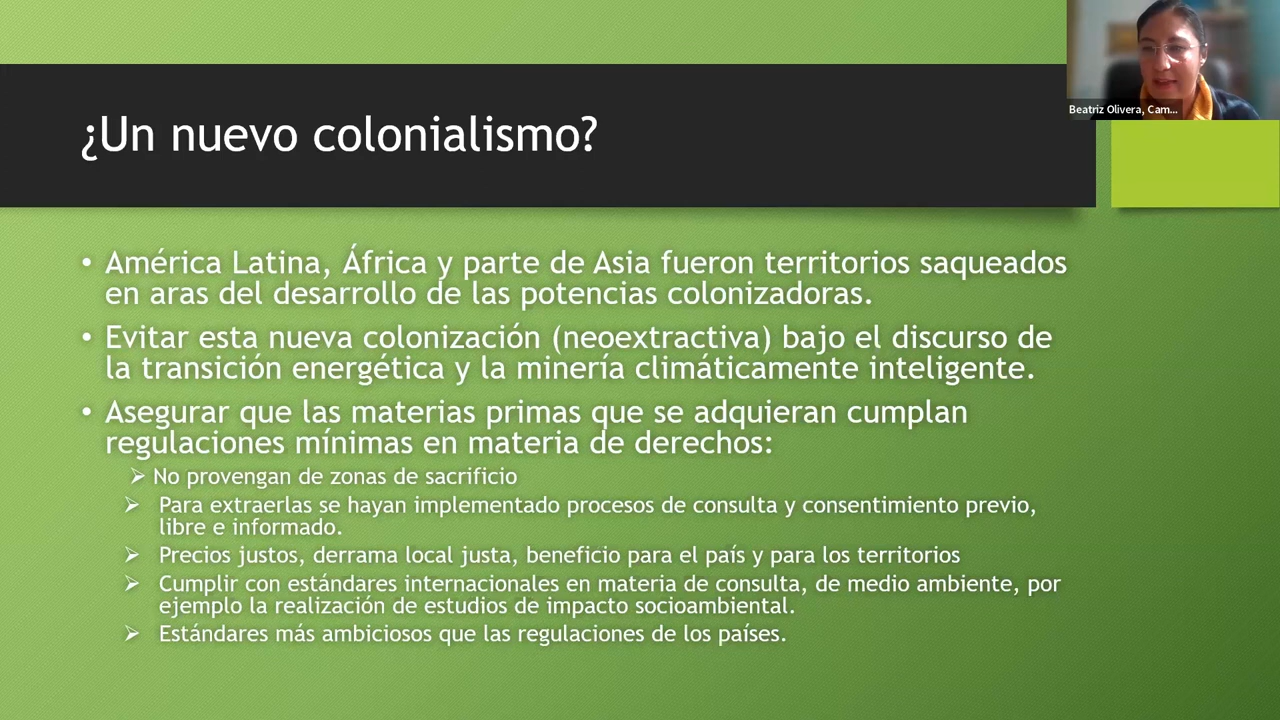 ¿Un nuevo colonialismo?
Beatriz Olivera, Cam...
• América Latina, África y parte de Asia fueron territorios saqueados
en aras del desarrollo de las potencias colonizadoras.
• Evitar esta nueva colonización (neoextractiva) bajo el discurso de
la transición energética y la minería climáticamente inteligente.
• Asegurar que las materias primas que se adquieran cumplan
regulaciones mínimas en materia de derechos:
➢ No provengan de zonas de sacrificio
➢ Para extraerlas se hayan implementado procesos de consulta y consentimiento previo,
libre e informado.
➢ Precios justos, derrama local justa, beneficio para el país y para los territorios
➢ Cumplir con estándares internacionales en materia de consulta, de medio ambiente, por
ejemplo la realización de estudios de impacto socioambiental.
➢ Estándares más ambiciosos que las regulaciones de los países.